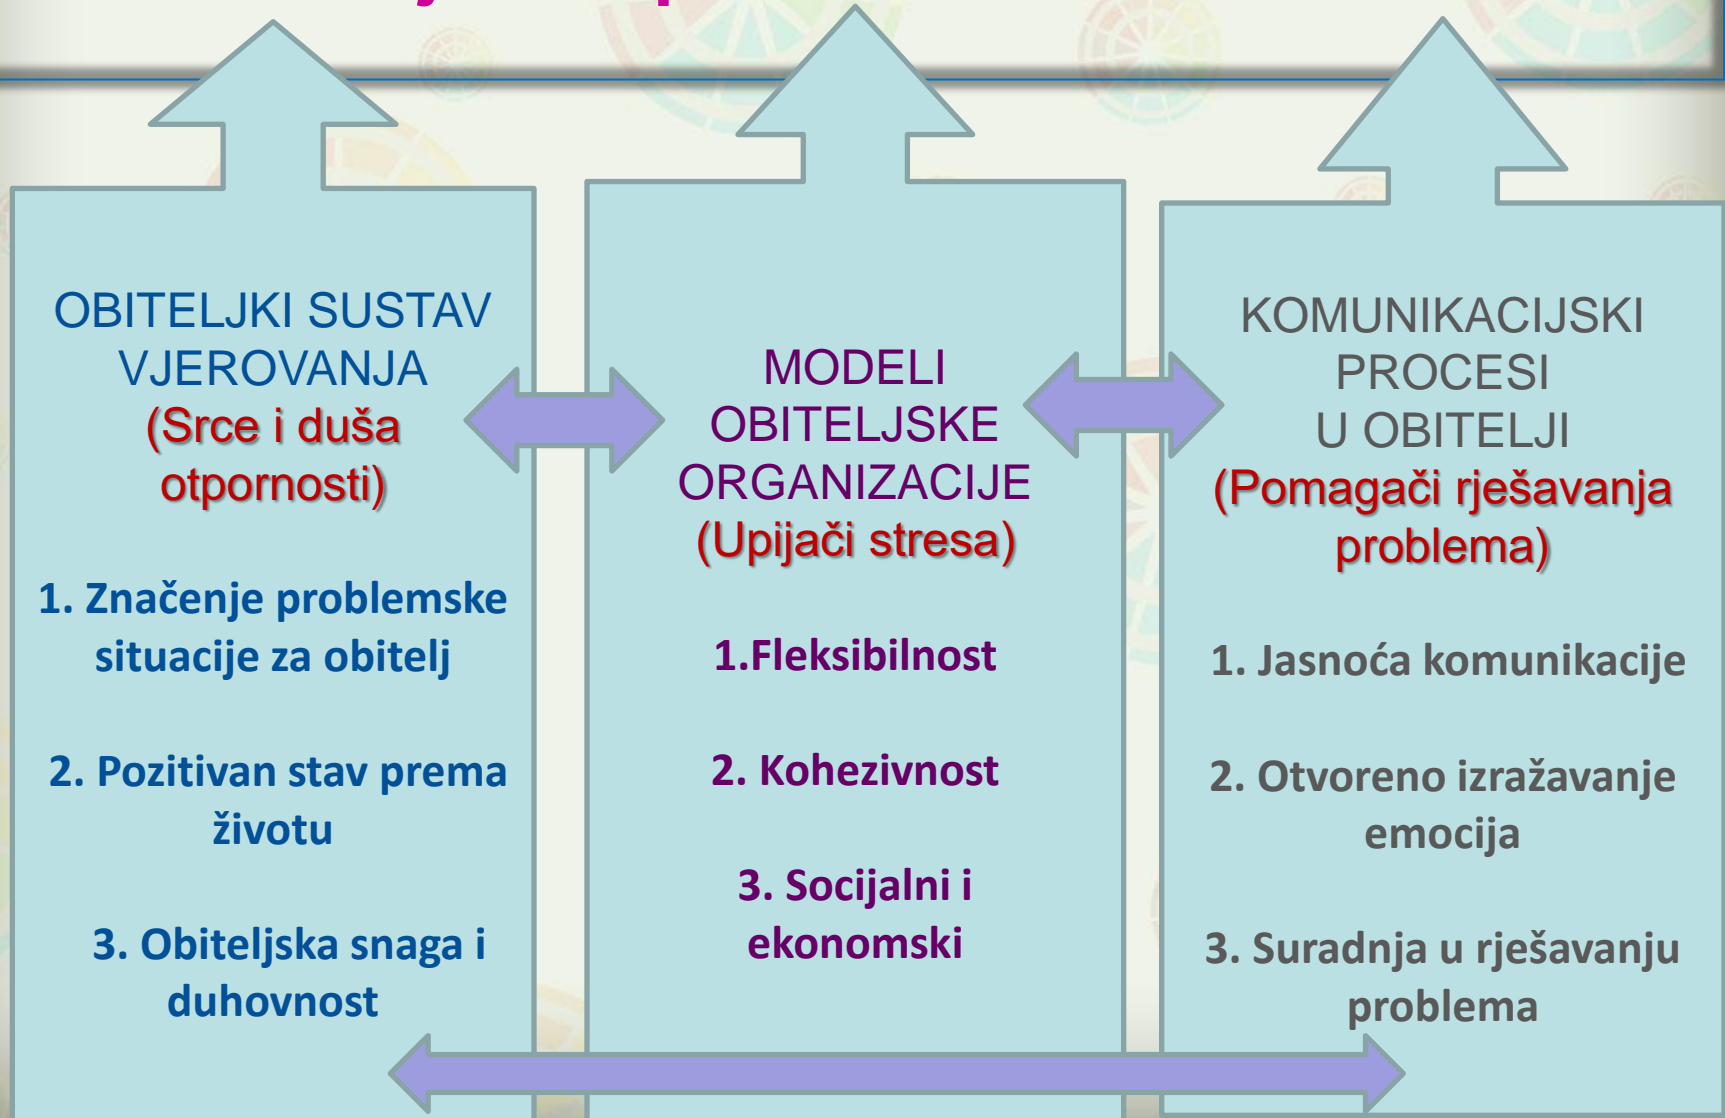 OBITELJKI SUSTAV
VJEROVANJA
(Srce i duša
otpornosti)
1. Značenje problemske
situacije za obitelj
2. Pozitivan stav prema
životu
3. Obiteljska snaga i
duhovnost
MODELI
OBITELJSKE
ORGANIZACIJE
(Upijači stresa)
1.Fleksibilnost
2. Kohezivnost
3. Socijalni i
ekonomski
KOMUNIKACIJSKI
PROCESI
U OBITELJI
(Pomagači rješavanja
problema)
1. Jasnoća komunikacije
2. Otvoreno izražavanje
emocija
3. Suradnja u rješavanju
problema